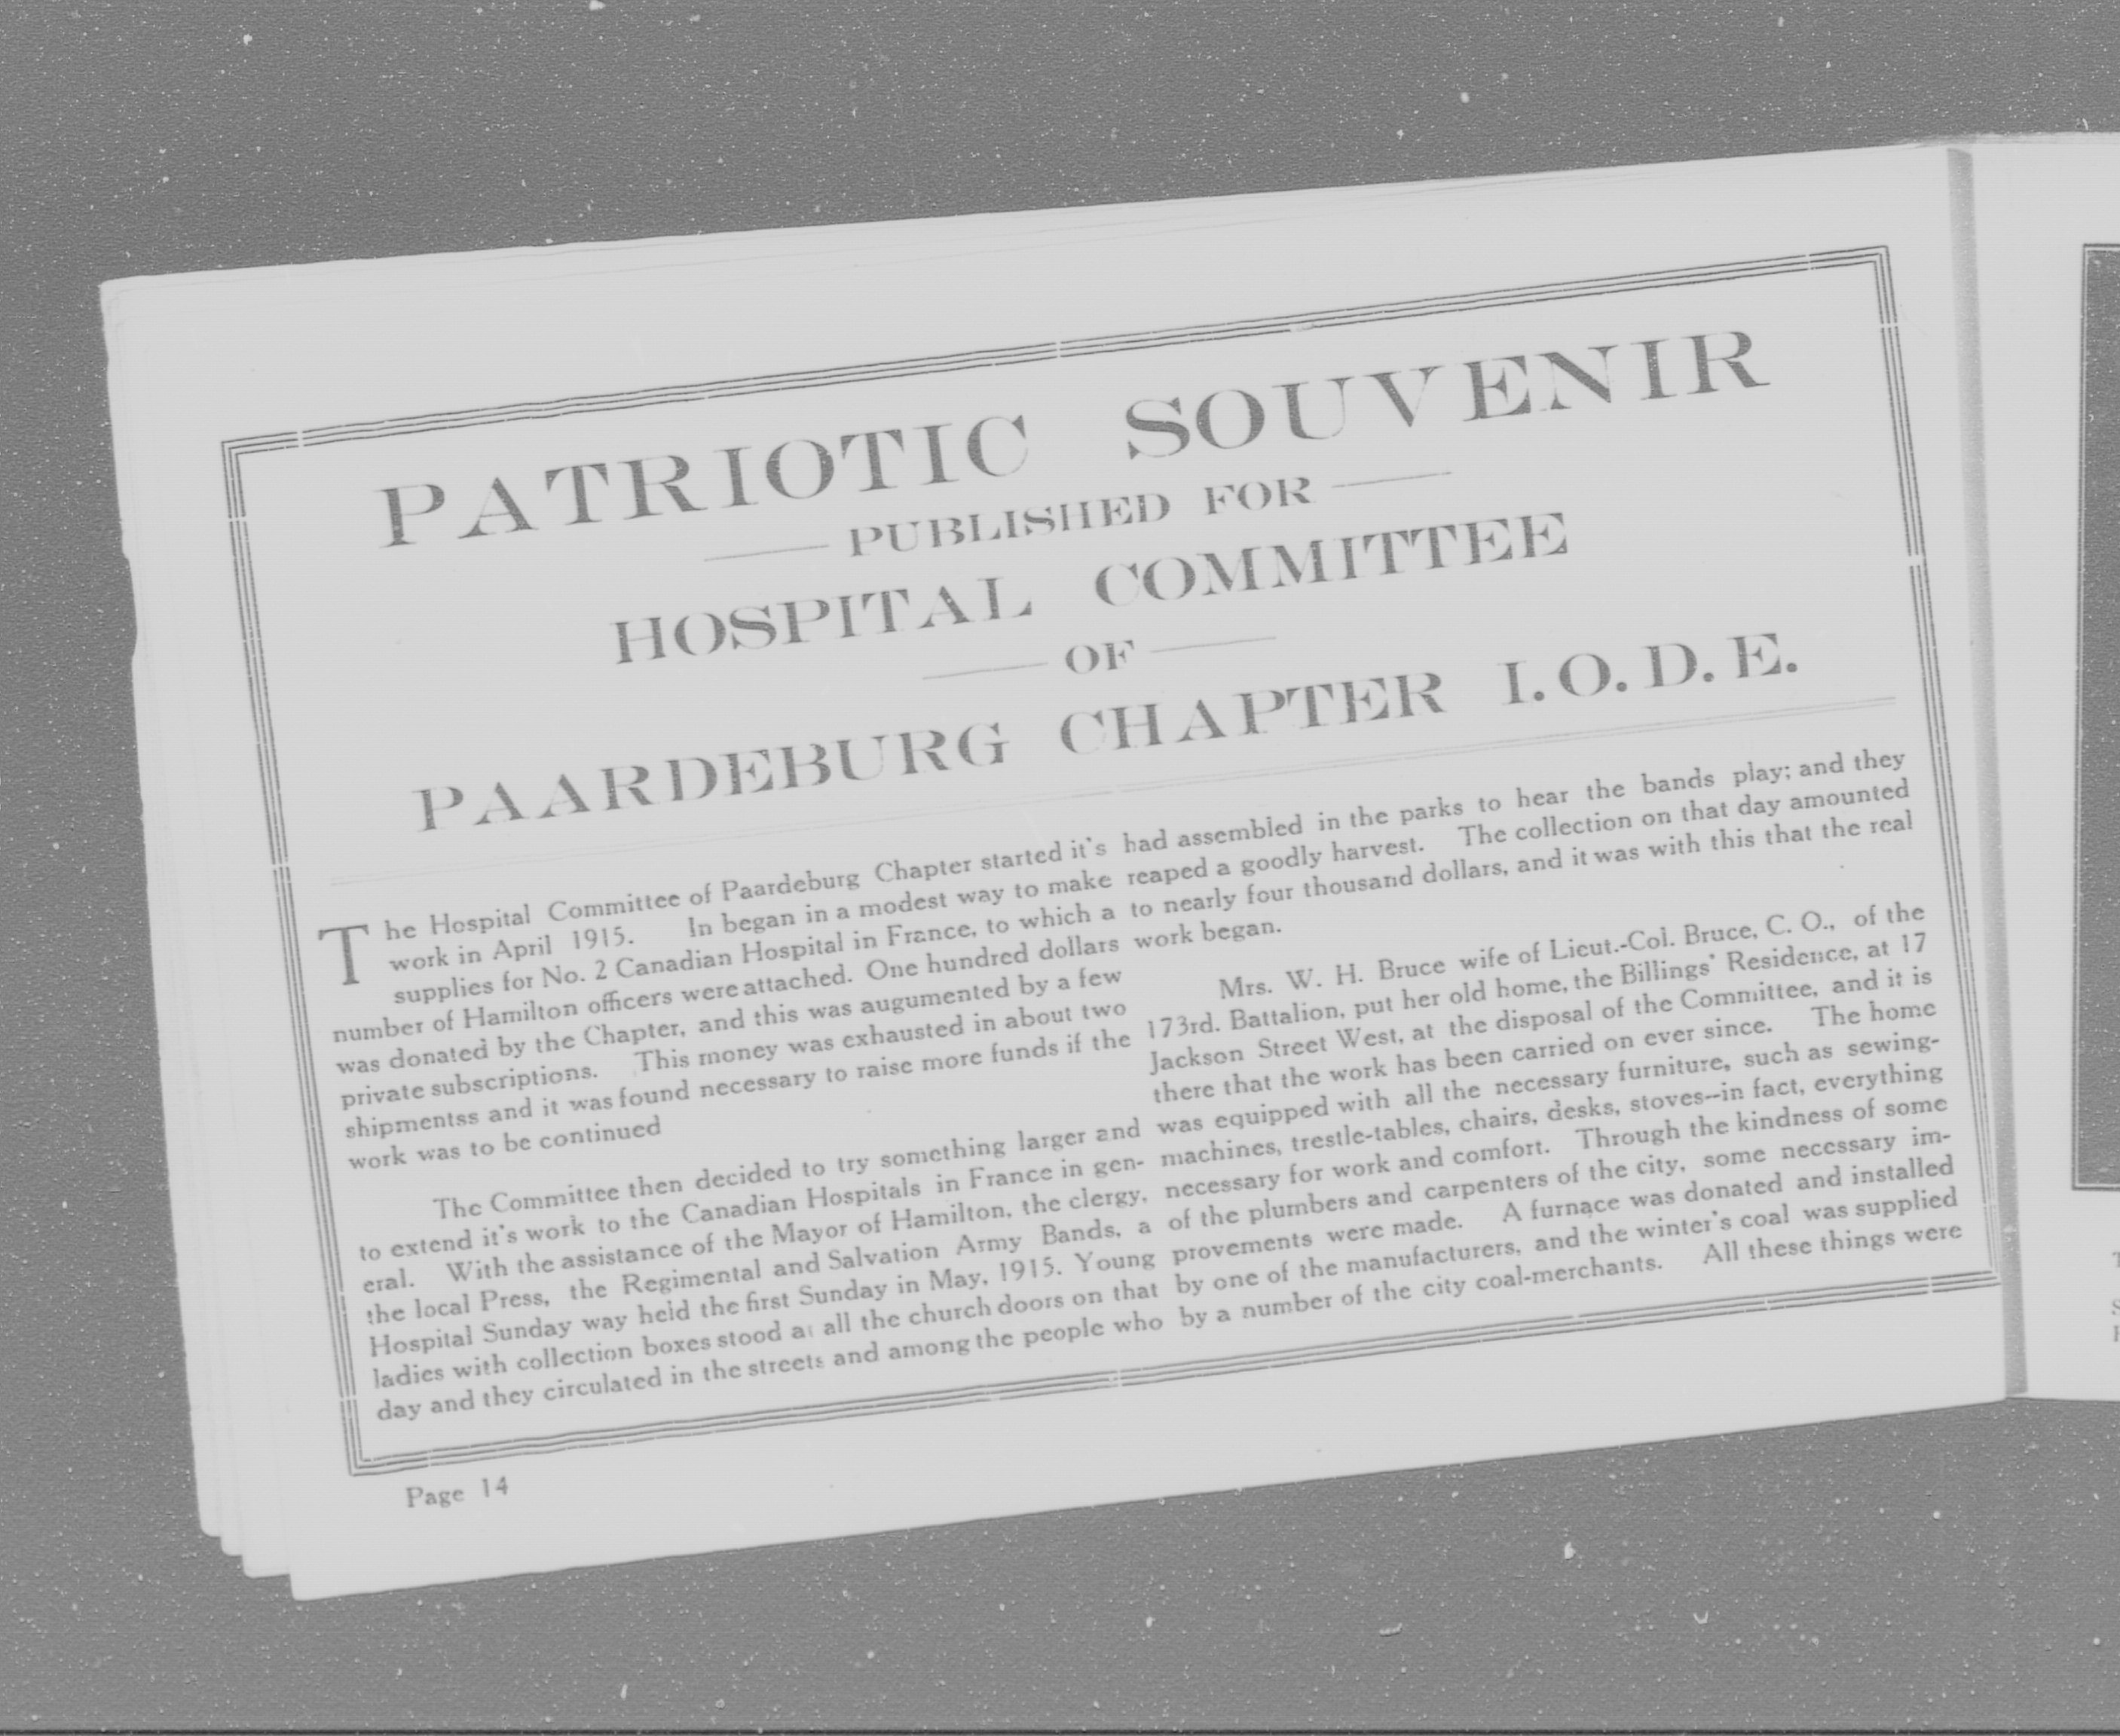 PATRIOTIC SOUVENIR
PUBLISHED FOR
HOSPITAL COMMITTEE
OF
PAARDEBURG CHAPTER I.O.D.E.
The Hospital Committee of Paardeburg Chapter started it's
work in April 1915. In began in a modest way to make
supplies for No. 2 Canadian Hospital in France, to which a
number of Hamilton officers were attached. One hundred dollars
was donated by the Chapter, and this was augumented by a few
private subscriptions. This money was exhausted in about two
shipmentss and it was found necessary to raise more funds if the
work was to be continued
The Committee then decided to try something larger and
to extend it's work to the Canadian Hospitals in France in gen-
eral. With the assistance of the Mayor of Hamilton, the clergy,
the local Press, the Regimental and Salvation Army Bands, a
Hospital Sunday way held the first Sunday in May, 1915. Young
ladies with collection boxes stood at all the church doors on that
day and they circulated in the streets and among the people who
had assembled in the parks to hear the bands play; and they
reaped a goodly harvest. The collection on that day amounted
to nearly four thousand dollars, and it was with this that the real
work began.
Mrs. W. H. Bruce wife of Lieut.-Col. Bruce, C. O., of the
173rd. Battalion, put her old home, the Billings' Residence, at 17
Jackson Street West, at the disposal of the Committee, and it is
there that the work has been carried on ever since. The home
was equipped with all the necessary furniture, such as sewing-
machines, trestle-tables, chairs, desks, stoves--in fact, everything
necessary for work and comfort. Through the kindness of some
of the plumbers and carpenters of the city, some necessary im-
provements were made. A furnace was donated and installed
by one of the manufacturers, and the winter's coal was supplied
by a number of the city coal-merchants. All these things were
Page 14